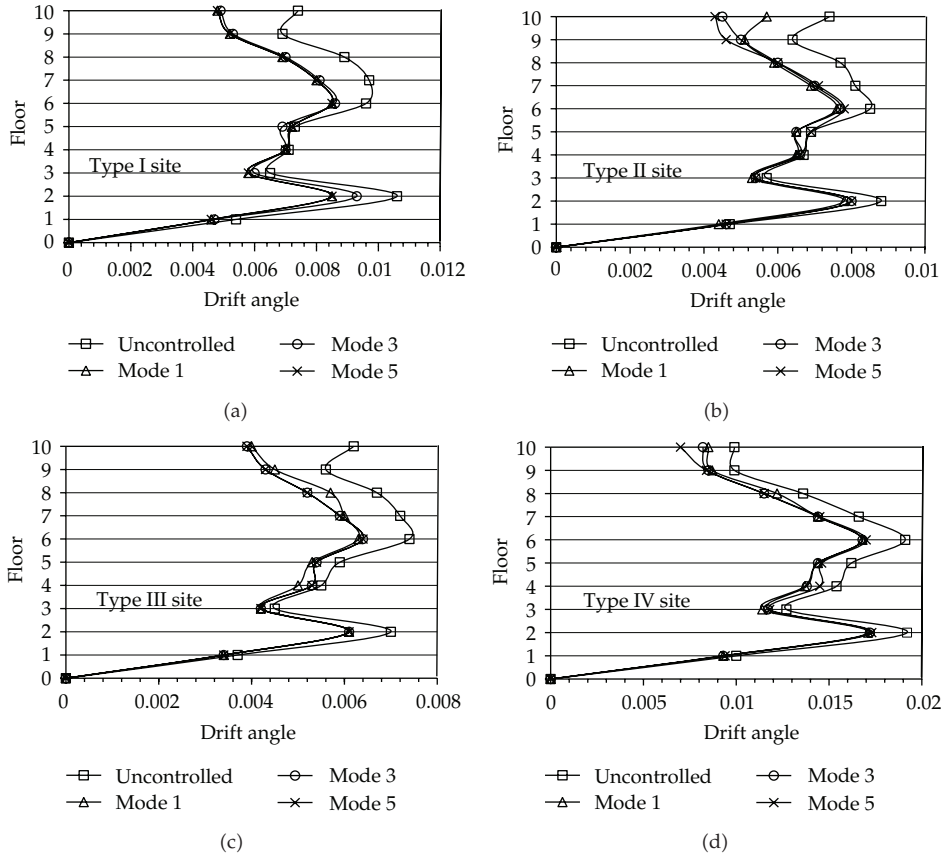 10
9
8
7
6
5
4
3
2
1
0
Floor
Type I site
0 0.002 0.004 0.006 0.008 0.01 0.012
Drift angle
Uncontrolled Mode 3
Mode 1 Mode 5
(a)
10
9
8
7
6
5
4
3
2
1
0
Floor
Type II site
0 0.002 0.004 0.006 0.008 0.01
Drift angle
Uncontrolled Mode 3
Mode 1 Mode 5
(b)
10
9
8
7
6
5
4
3
2
1
0
Floor
Type III site
0 0.002 0.004 0.006 0.008
Drift angle
Uncontrolled Mode 3
Mode 1 Mode 5
(c)
10
9
8
7
6
5
4
3
2
1
0
Floor
Type IV site
0 0.005 0.01 0.015 0.02
Drift angle
Uncontrolled Mode 3
Mode 1 Mode 5
(d)